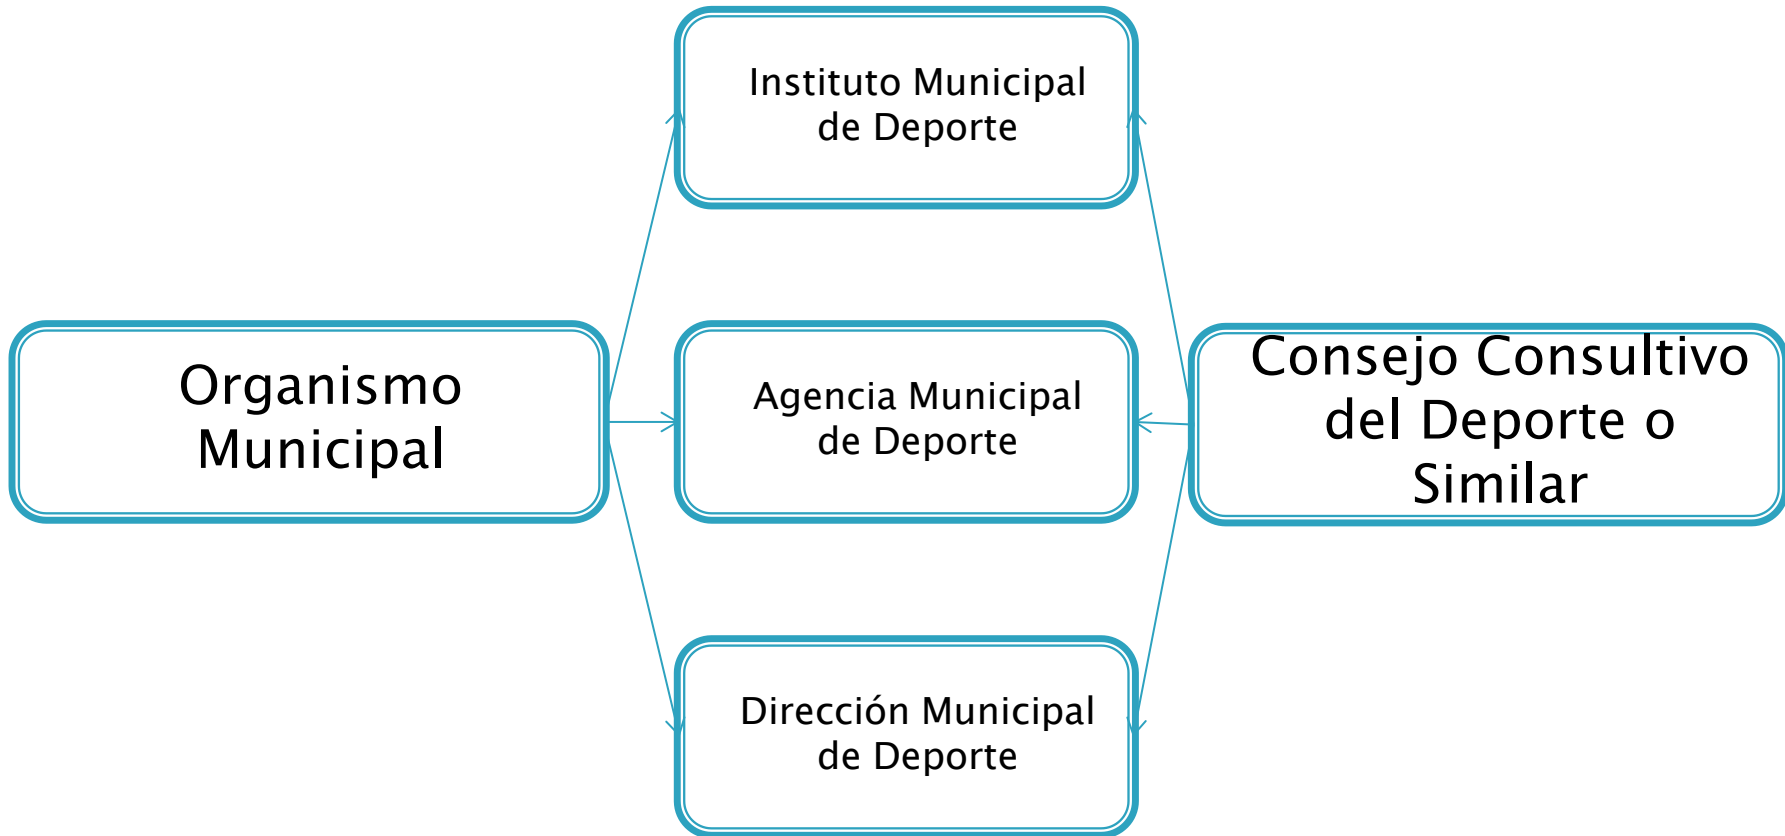 Instituto Municipal
de Deporte
Organismo
Municipal
Agencia Municipal
de Deporte
Consejo Consultivo
del Deporte o
Similar
Dirección Municipal
de Deporte